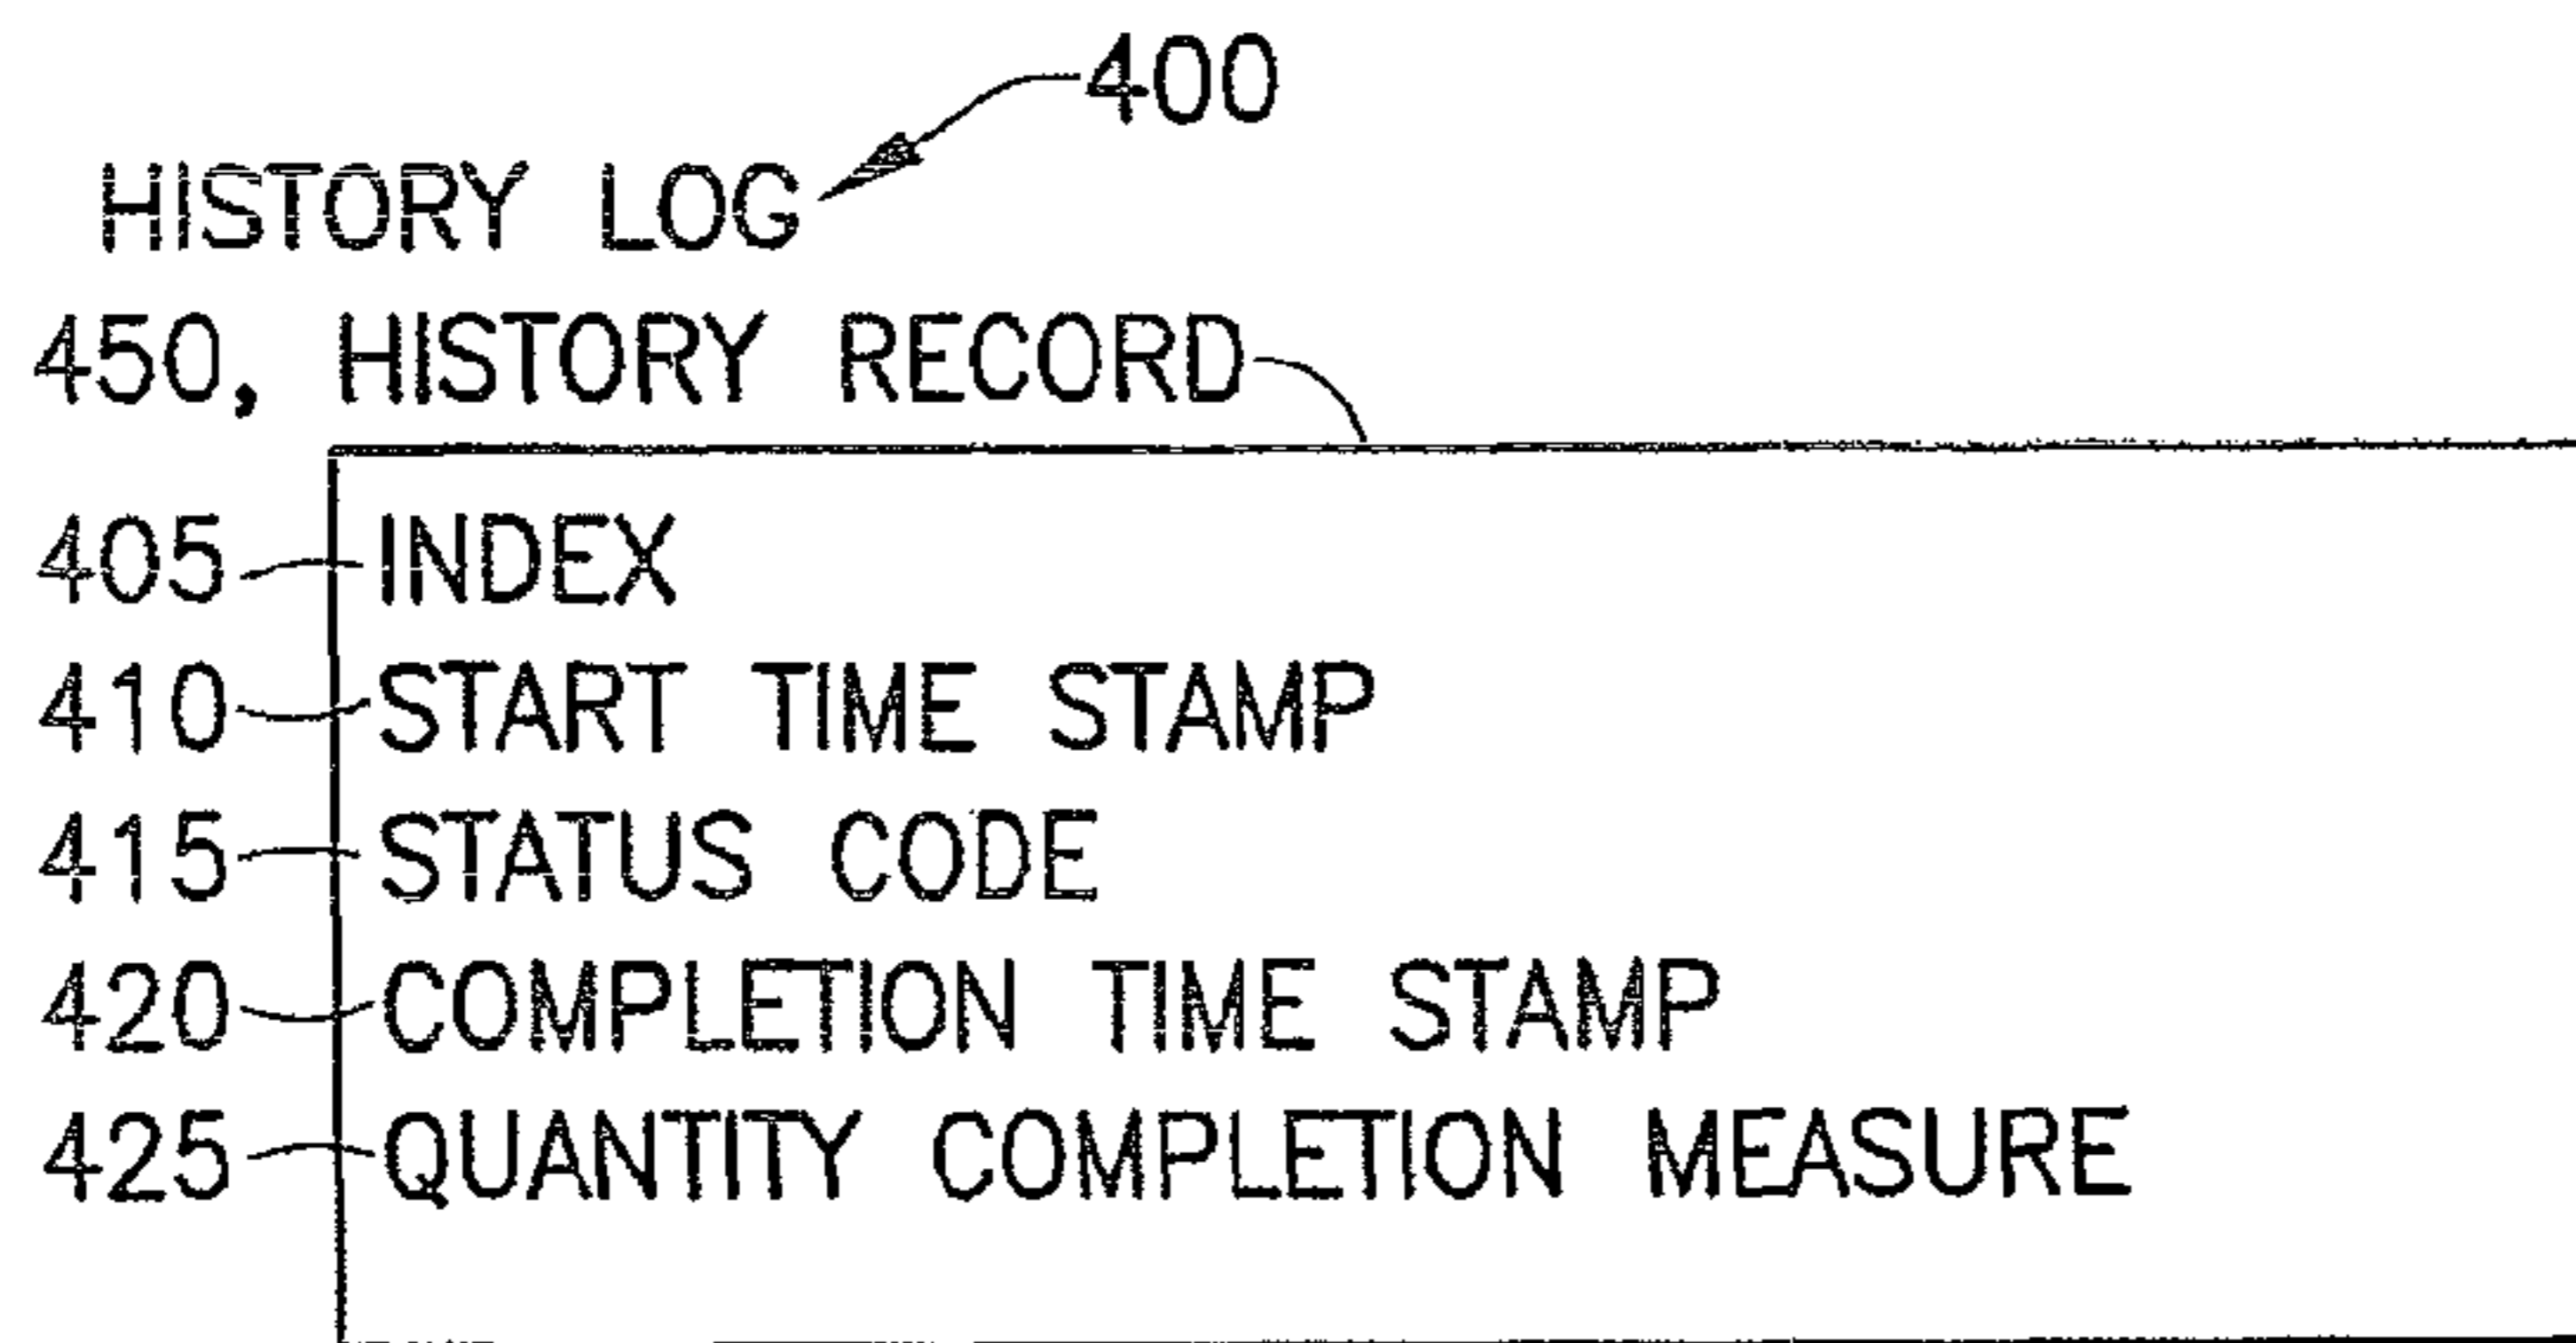 400
HISTORY LOG
450, HISTORY RECORD
405 INDEX
410 START TIME STAMP
415 STATUS CODE
420 COMPLETION TIME STAMP
425 QUANTITY COMPLETION MEASURE